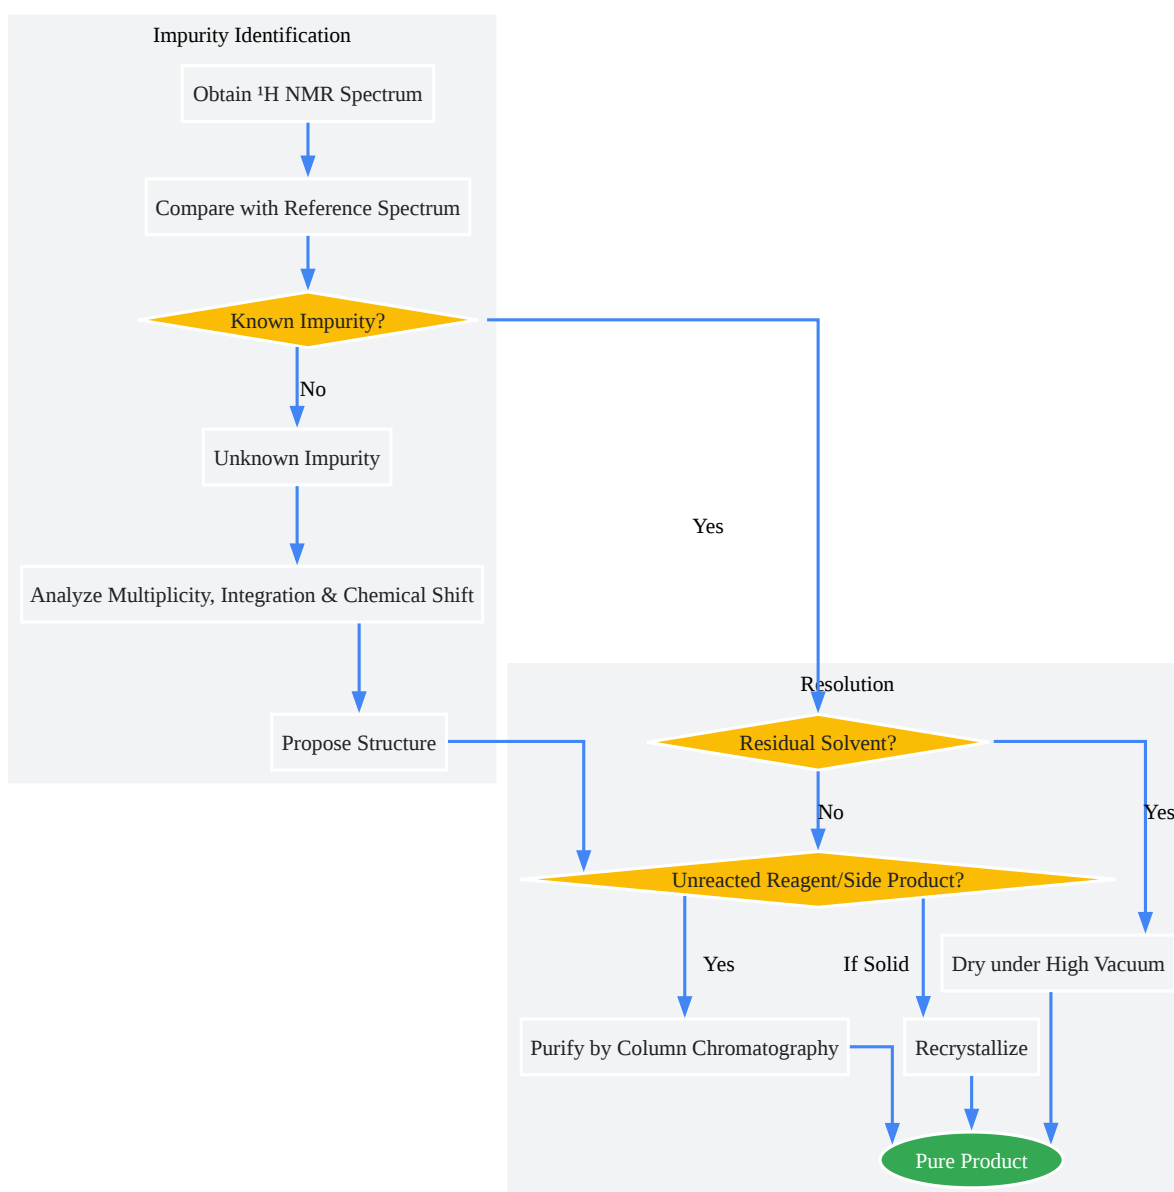 Impurity Identification
Obtain ¹H NMR Spectrum
Compare with Reference Spectrum
Known Impurity?
No
Unknown Impurity
Yes
Analyze Multiplicity, Integration & Chemical Shift
Resolution
Propose Structure
Residual Solvent?
No
Yes
Unreacted Reagent/Side Product?
Yes
If Solid
Dry under High Vacuum
Purify by Column Chromatography
Recrystallize
Pure Product